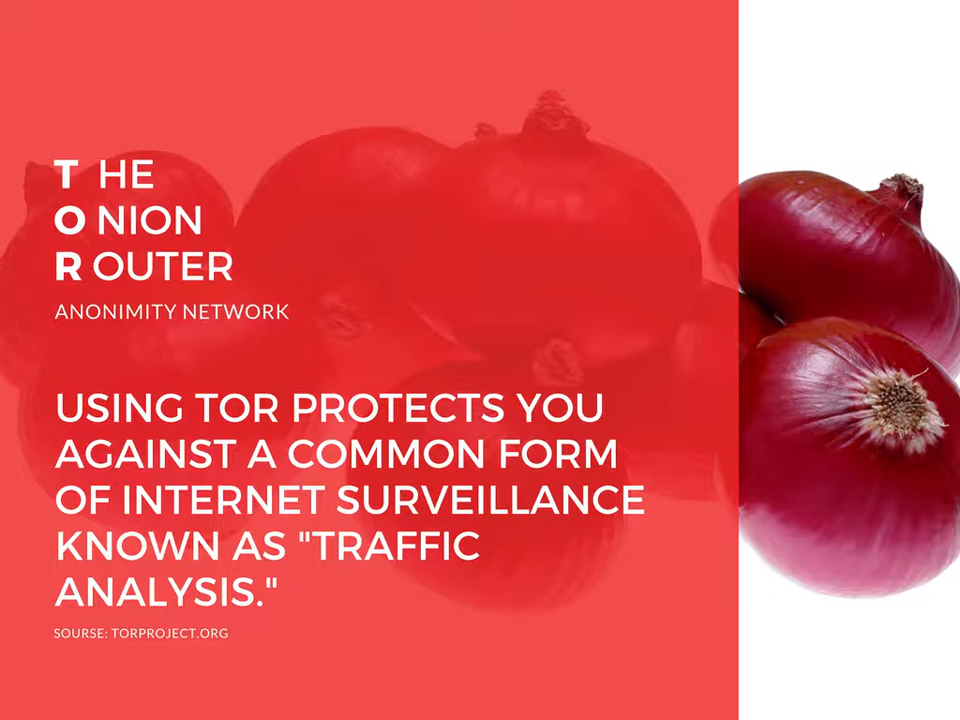 T HE
O NION
R OUTER
ANONIMITY NETWORK
USING TOR PROTECTS YOU
AGAINST A COMMON FORM
OF INTERNET SURVEILLANCE
KNOWN AS "TRAFFIC
ANALYSIS."
SOURSE: TORPROJECT.ORG